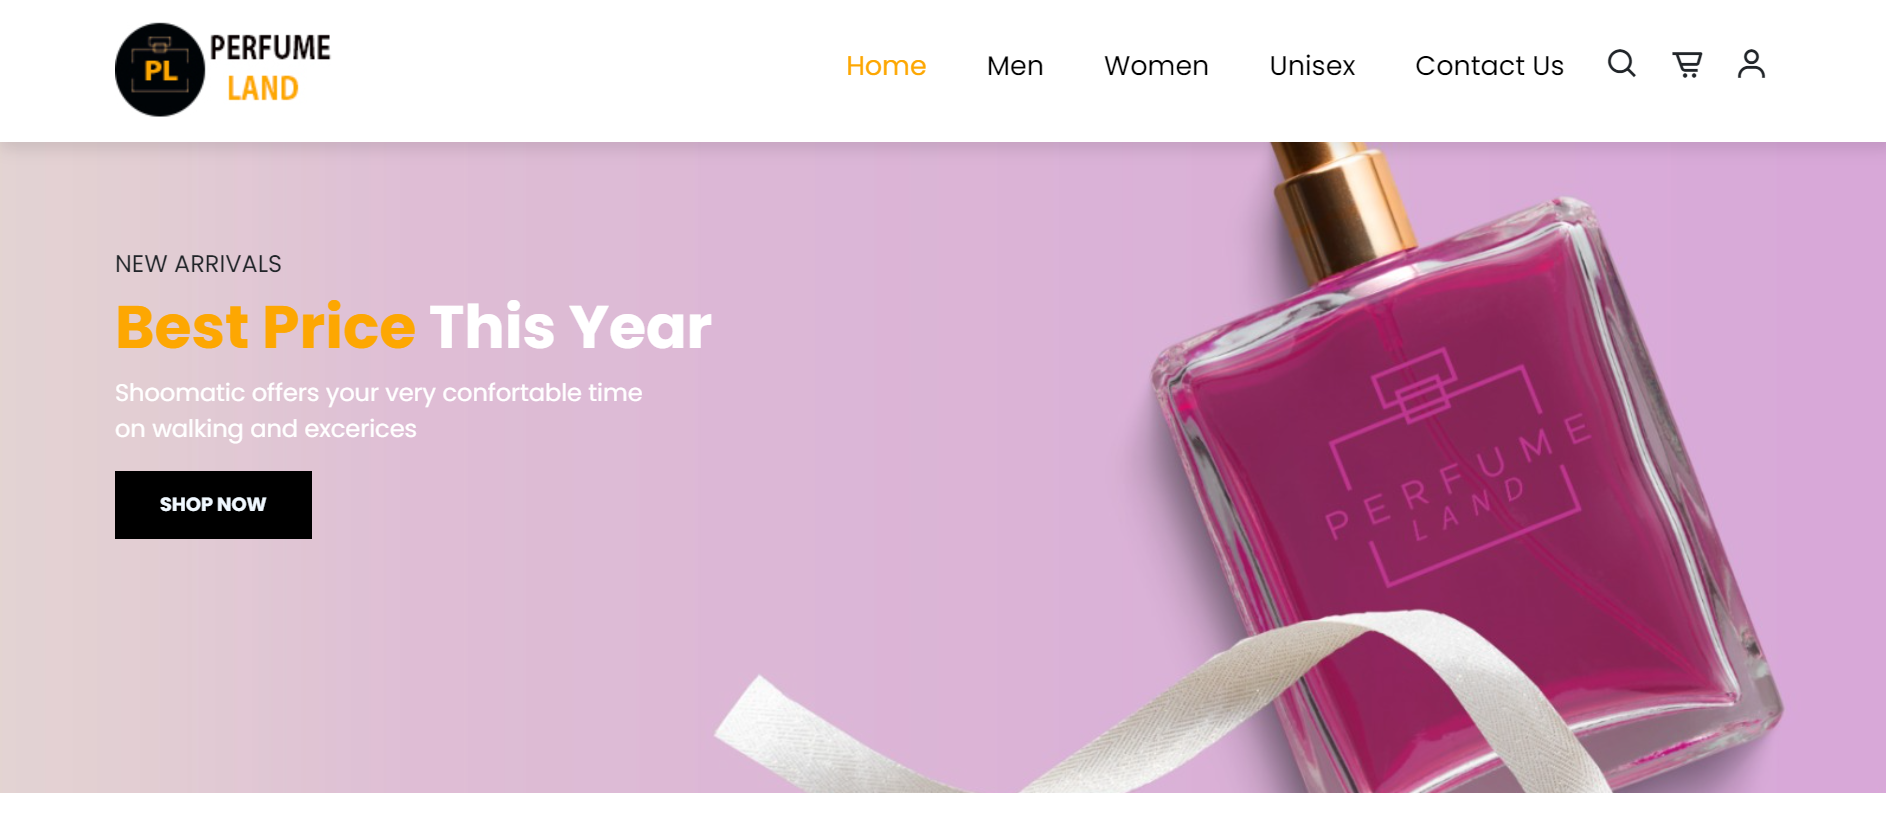 PL
PERFUME
LAND
Home Men Women Unisex Contact Us
NEW ARRIVALS
Best Price This Year
Shoomatic offers your very confortable time
on walking and excerices
SHOP NOW
PERFUME
LAND